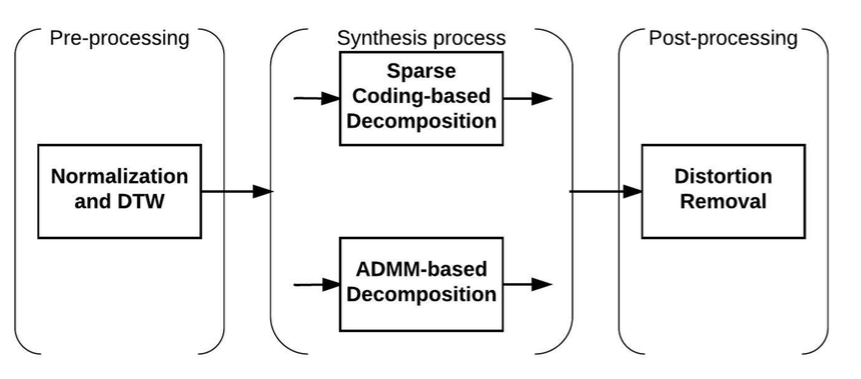 Pre-processing
Normalization
and DTW
Synthesis process
Sparse
Coding-based
Decomposition
ADMM-based
Decomposition
Post-processing
Distortion
Removal